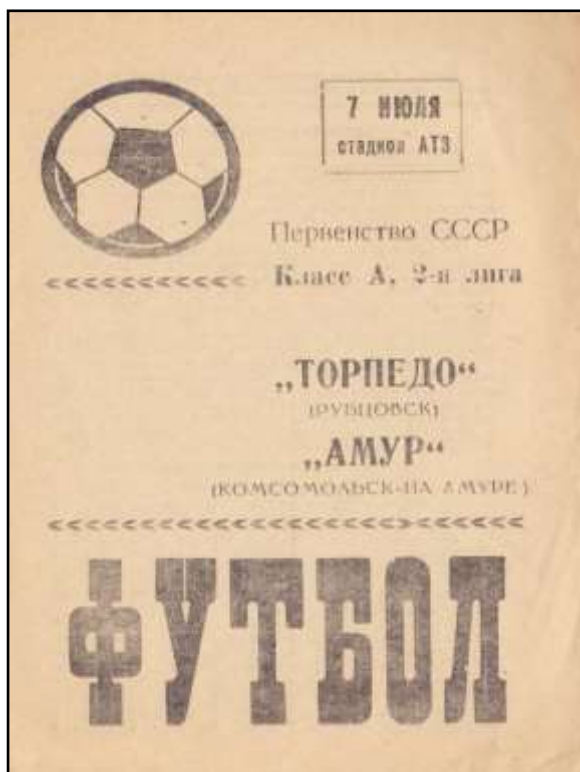 7 ИЮЛЯ
стадион АТЗ
Первенство СССР
Класс А, 2-я лига
„ТОРПЕДО“
(РУБЦОВСК)
„АМУР“
(КОМСОМОЛЬСК-НА АМУРЕ)
ФУТБОЛ